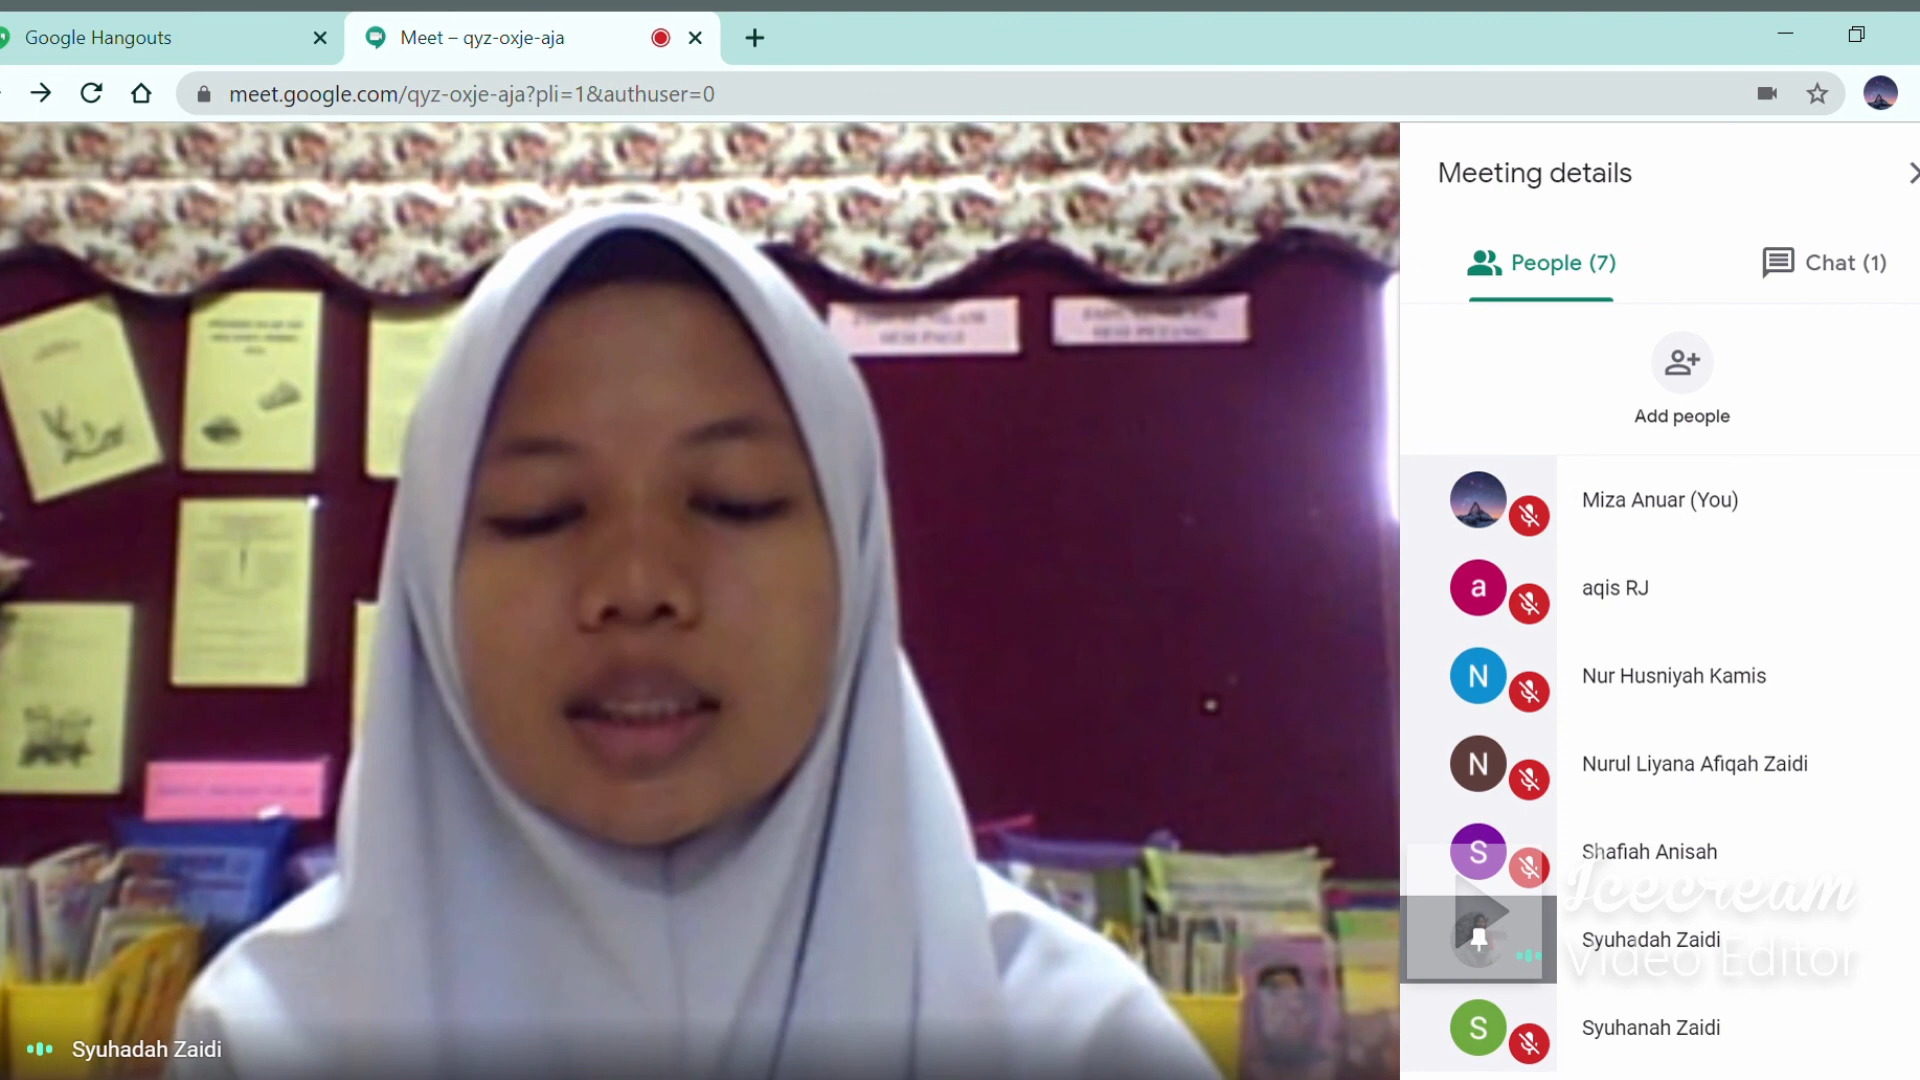 Google Hangouts
Meet – qyz-oxje-aja
meet.google.com/qyz-oxje-aja?pli=1&authuser=0
Meeting details
People (7)
Chat (1)
Add people
Miza Anuar (You)
a
aqis RJ
N
Nur Husniyah Kamis
N
Nurul Liyana Afiqah Zaidi
S
Shafiah Anisah
Icecream
Syuhadah Zaidi
Video Editor
S
Syuhanah Zaidi
Syuhadah Zaidi